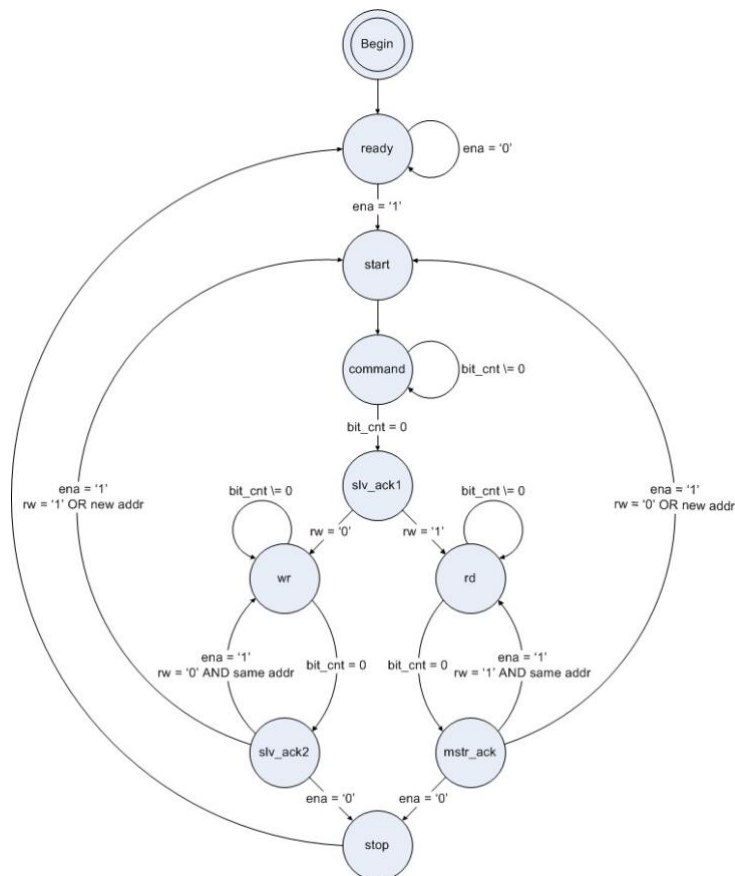 Begin
ready
ena = ‘0’
ena = ‘1’
start
command
bit_cnt \= 0
bit_cnt = 0
slv_ack1
ena = ‘1’
rw = ‘1’ OR new addr
bit_cnt \= 0
bit_cnt \= 0
ena = ‘1’
rw = ‘0’ OR new addr
rw = ‘0’
rw = ‘1’
wr
rd
ena = ‘1’
rw = ‘0’ AND same addr
bit_cnt = 0
bit_cnt = 0
ena = ‘1’
rw = ‘1’ AND same addr
slv_ack2
mstr_ack
ena = ‘0’
ena = ‘0’
stop